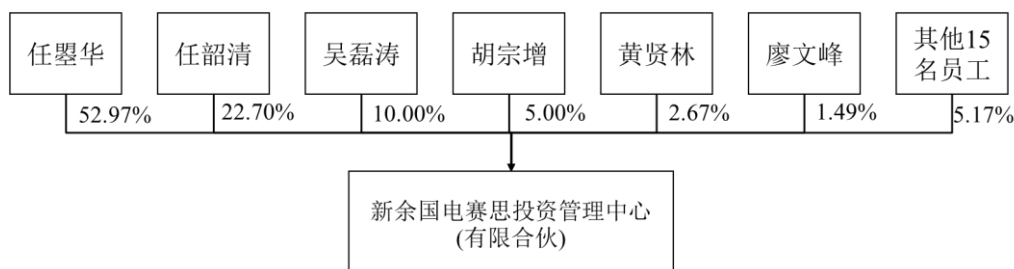 任曌华
任韶清
吴磊涛
胡宗增
黄贤林
廖文峰
其他15
名员工
52.97%
22.70%
10.00%
5.00%
2.67%
1.49%
5.17%
新余国电赛思投资管理中心
(有限合伙)